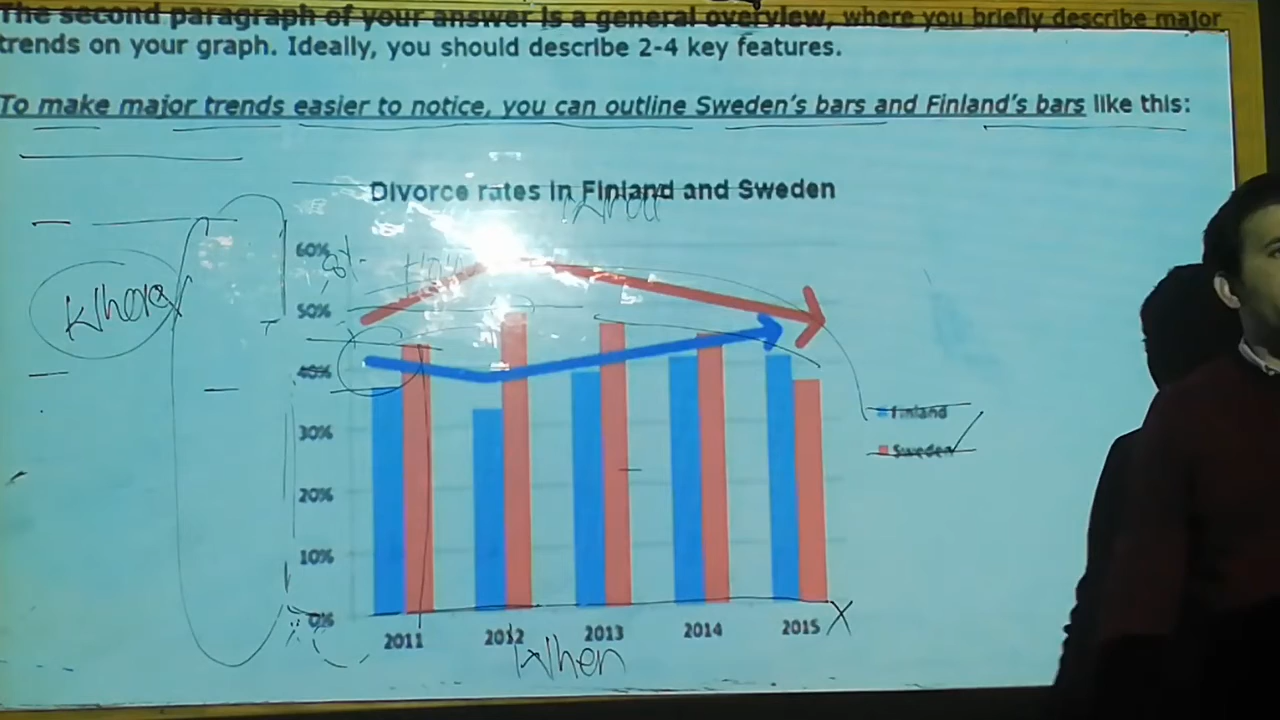 The second paragraph of your answer is a general overview, where you briefly describe major
trends on your graph. Ideally, you should describe 2-4 key features.
To make major trends easier to notice, you can outline Sweden's bars and Finland's bars like this:
Divorce rates in Finland and Sweden
60%
50%
Where
40%
Finland
30%
Sweden
20%
10%
0%
2011 2012 2013 2014 2015 X
When